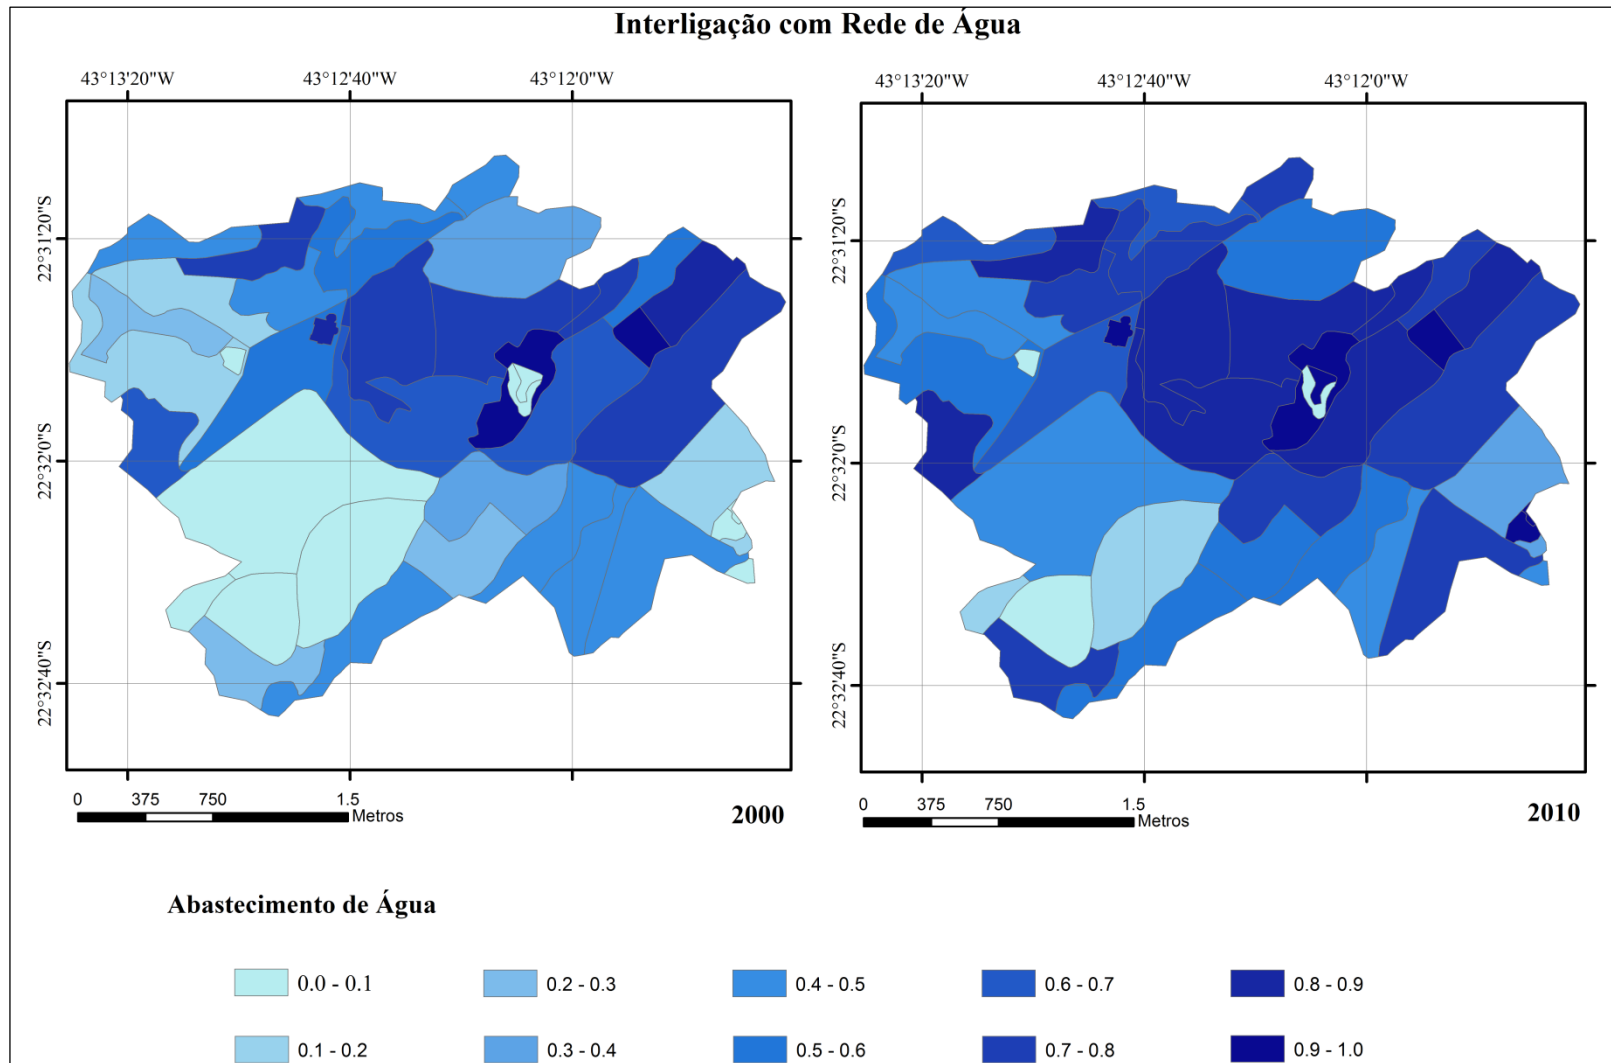 Interligação com Rede de Água
43°13'20"W 43°12'40"W 43°12'0"W
43°13'20"W 43°12'40"W 43°12'0"W
22°31'20"S
22°32'0"S
22°32'40"S
22°31'20"S
22°32'0"S
22°32'40"S
0 375 750 1.5
Metros
2000
0 375 750 1.5
Metros
2010
Abastecimento de Água
0.0 - 0.1
0.2 - 0.3
0.4 - 0.5
0.6 - 0.7
0.8 - 0.9
0.1 - 0.2
0.3 - 0.4
0.5 - 0.6
0.7 - 0.8
0.9 - 1.0